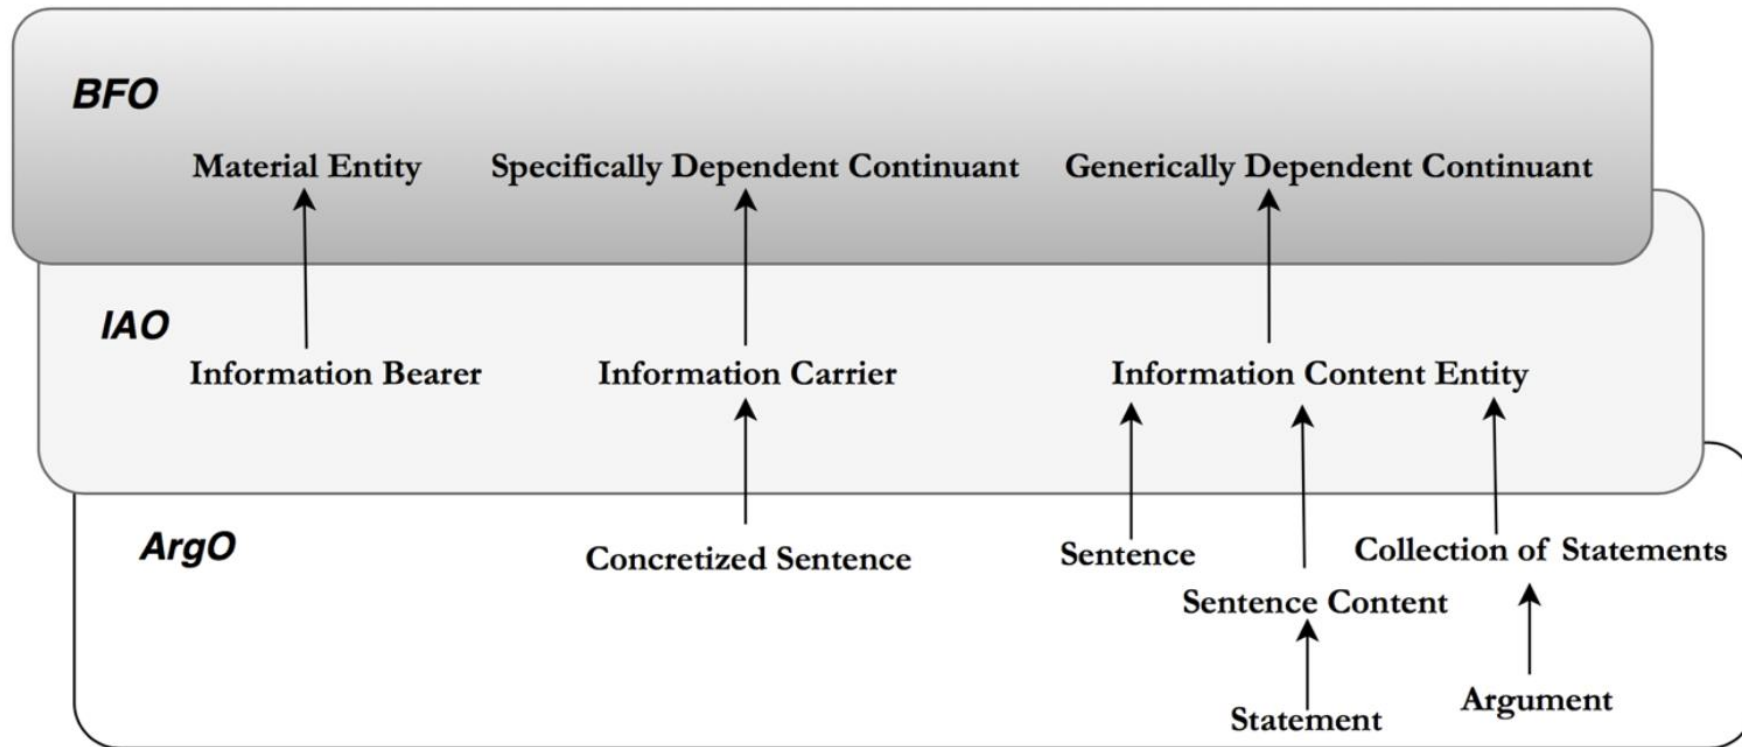 BFO
Material Entity Specifically Dependent Continuant Generically Dependent Continuant
IAO
Information Bearer Information Carrier Information Content Entity
ArgO
Concretized Sentence Sentence Collection of Statements
Sentence Content
Argument
Statement